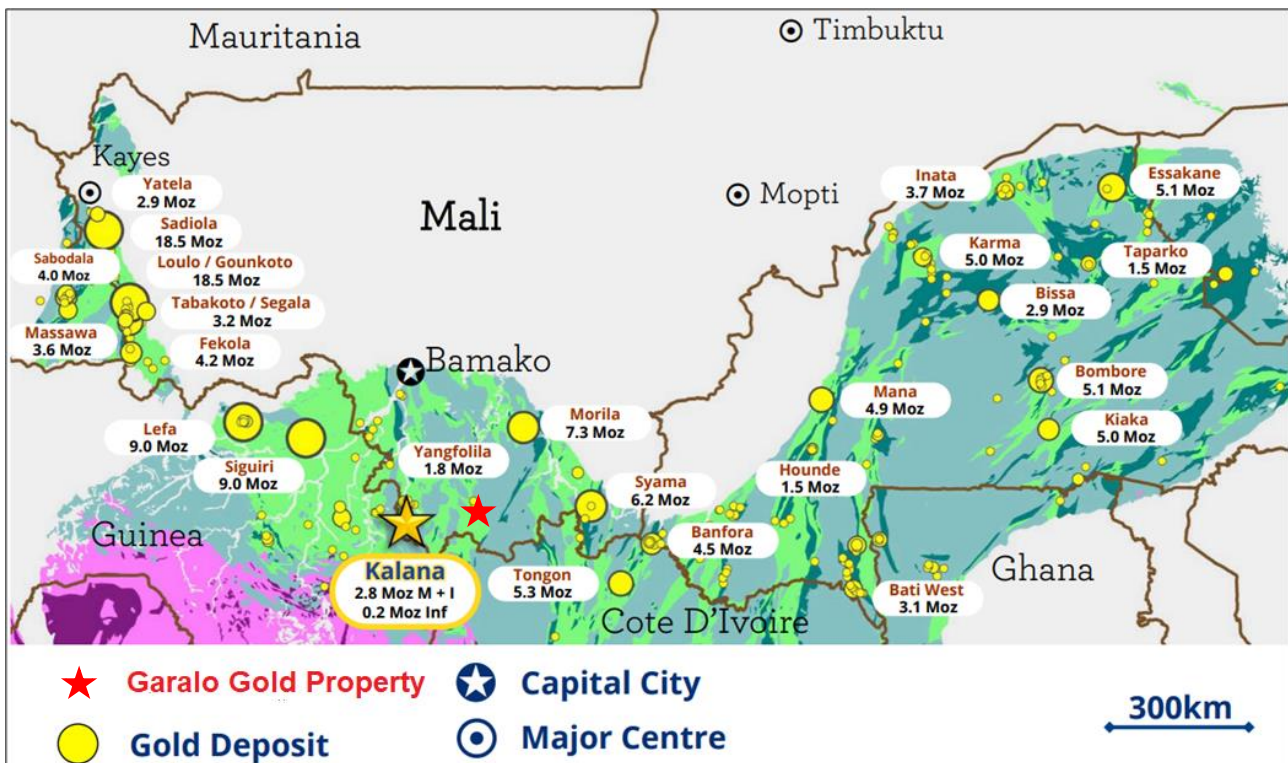 Mauritania
Timbuktu
Kayes
Yatela
2.9 Moz
Sadiola
18.5 Moz
Sabodala
4.0 Moz
Loulo / Gounkoto
18.5 Moz
Tabakoto / Segala
3.2 Moz
Massawa
3.6 Moz
Fekola
4.2 Moz
Mali
Mopti
Inata
3.7 Moz
Essakane
5.1 Moz
Karma
5.0 Moz
Taparko
1.5 Moz
Bissa
2.9 Moz
Bamako
Bombore
5.1 Moz
Mana
4.9 Moz
Kiaka
5.0 Moz
Lefa
9.0 Moz
Siguiri
9.0 Moz
Morila
7.3 Moz
Yangfolila
1.8 Moz
Syama
6.2 Moz
Hounde
1.5 Moz
Guinea
Banfora
4.5 Moz
Kalana
2.8 Moz M + I
0.2 Moz Inf
Tongon
5.3 Moz
Cote D'Ivoire
Bati West
3.1 Moz
Ghana
Garalo Gold Property
Capital City
Gold Deposit
Major Centre
300km